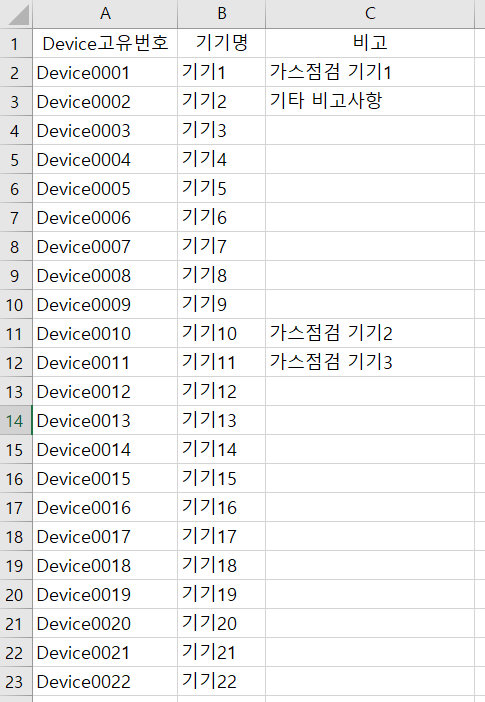 A B C
1 Device고유번호 기기명 비고
2 Device0001 기기1 가스점검 기기1
3 Device0002 기기2 기타 비고사항
4 Device0003 기기3
5 Device0004 기기4
6 Device0005 기기5
7 Device0006 기기6
8 Device0007 기기7
9 Device0008 기기8
10 Device0009 기기9
11 Device0010 기기10 가스점검 기기2
12 Device0011 기기11 가스점검 기기3
13 Device0012 기기12
14 Device0013 기기13
15 Device0014 기기14
16 Device0015 기기15
17 Device0016 기기16
18 Device0017 기기17
19 Device0018 기기18
20 Device0019 기기19
21 Device0020 기기20
22 Device0021 기기21
23 Device0022 기기22